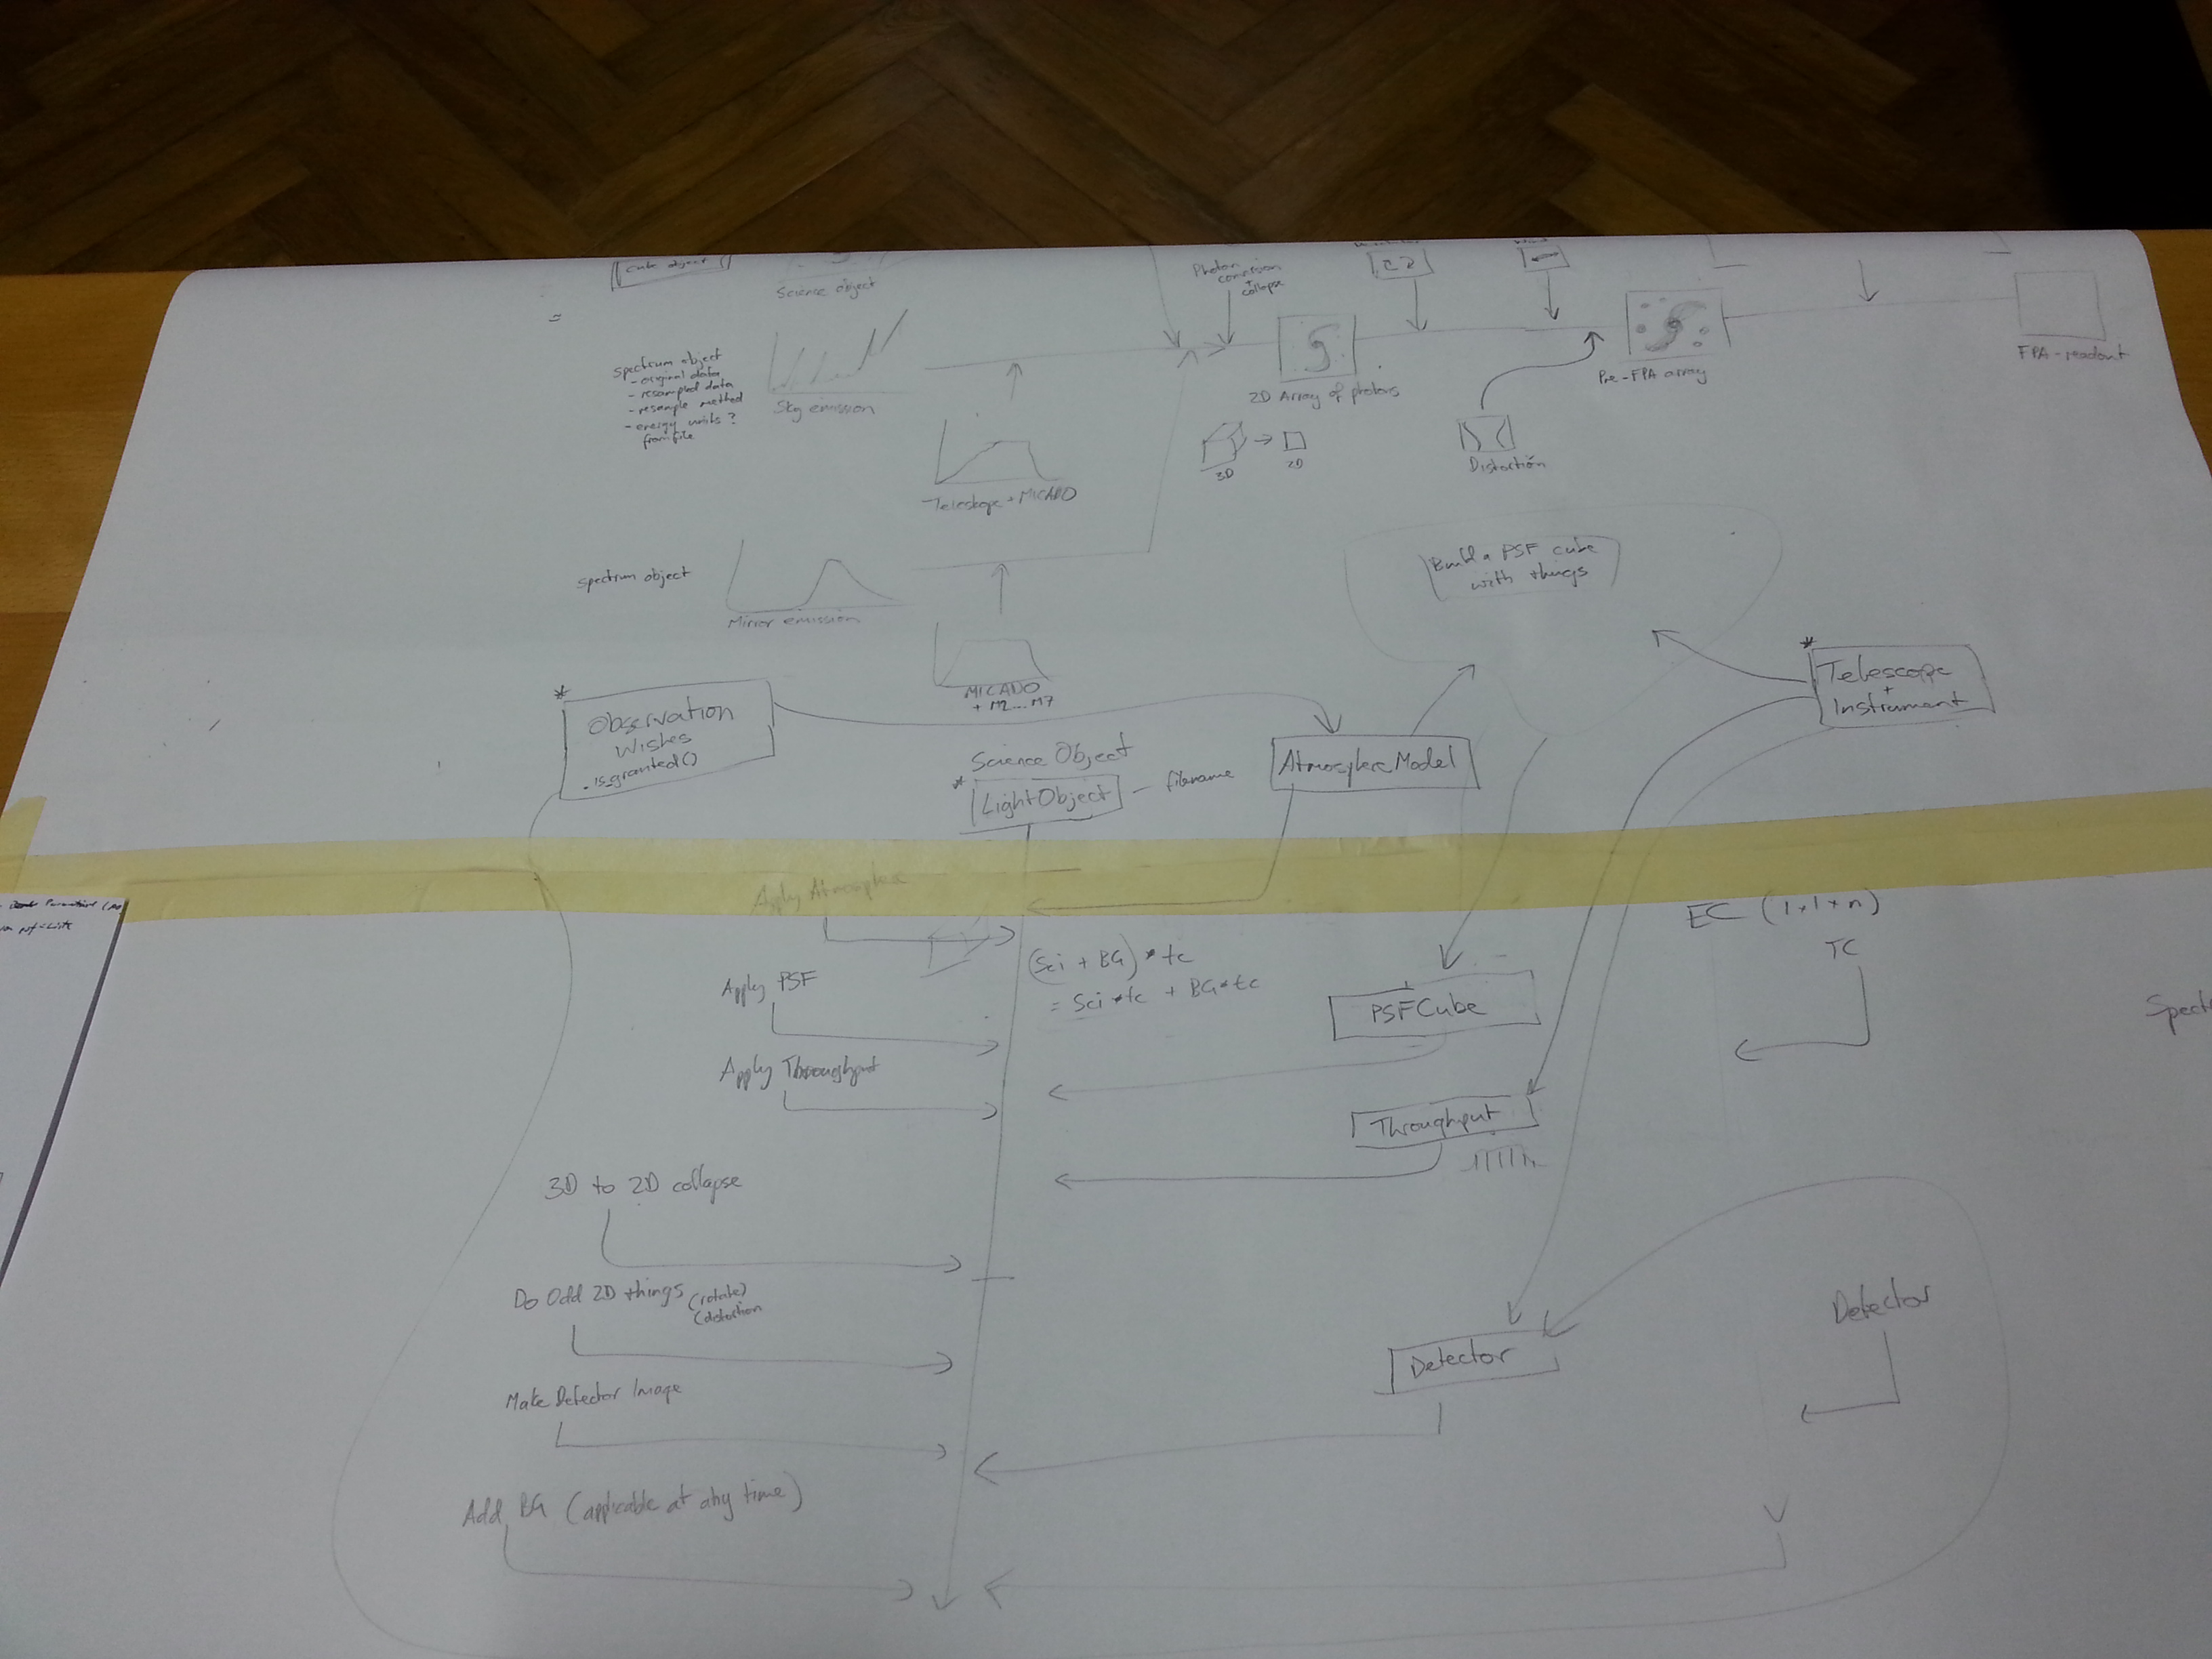 Cube object
Science object
Photon
conversion
+
collapse
spectrum object
- original data
- resampled data
- resample method
- energy units ?
from file
Sky emission
2D Array of photons
Pre-FPA array
FPA-readout
3D
2D
Distortion
Telescope + MICADO
spectrum object
Mirror emission
MICADO
+ M2....M7
Build a PSF cube
with things
*
Telescope
+
Instrument
*
Observation
Wishes
- is_granted()
Science Object
*
LightObject
- filename
AtmosphereModel
Apply Atmosphere
EC (1×1×n)
TC
Apply PSF
(Sci + BG) * tc
= Sci * tc + BG * tc
PSFCube
Apply Throughput
Throughput
3D to 2D collapse
Do Odd 2D things (rotate)
(distortion
Detector
Detector
Make Detector Image
Add BG (applicable at any time)